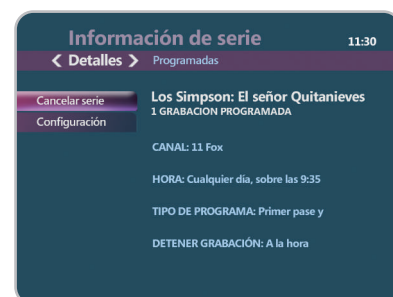 Información de serie
11:30
Detalles
Programadas
Cancelar serie
Configuración
Los Simpson: El señor Quitanieves
1 GRABACION PROGRAMADA
CANAL: 11 Fox
HORA: Cualquier día, sobre las 9:35
TIPO DE PROGRAMA: Primer pase y
DETENER GRABACIÓN: A la hora